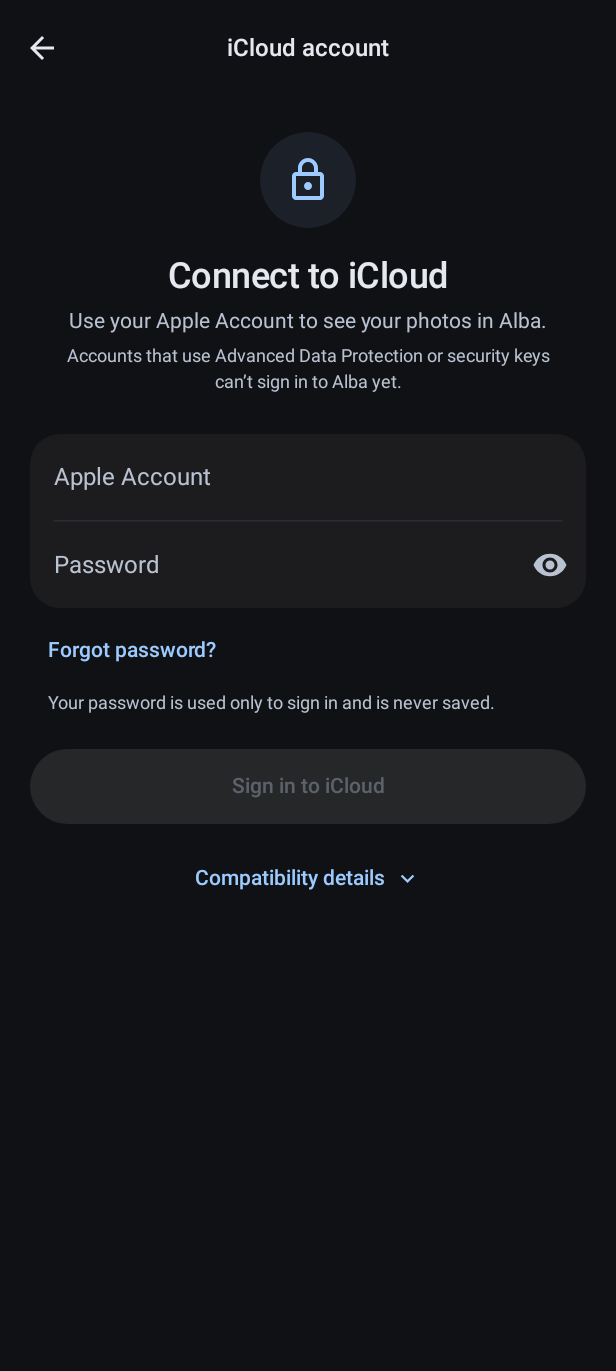 iCloud account
Connect to iCloud
Use your Apple Account to see your photos in Alba.
Accounts that use Advanced Data Protection or security keys
can’t sign in to Alba yet.
Apple Account
Password
Forgot password?
Your password is used only to sign in and is never saved.
Sign in to iCloud
Compatibility details